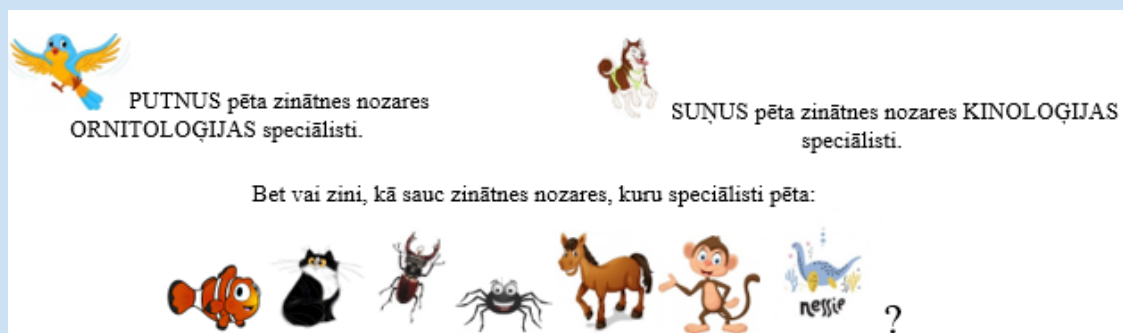 PUTNUS pēta zinātnes nozares
ORNITOLOĢIJAS speciālisti.
SUŅUS pēta zinātnes nozares KINOLOĢIJAS
speciālisti.
Bet vai zini, kā sauc zinātnes nozares, kuru speciālisti pēta:
nessie
?